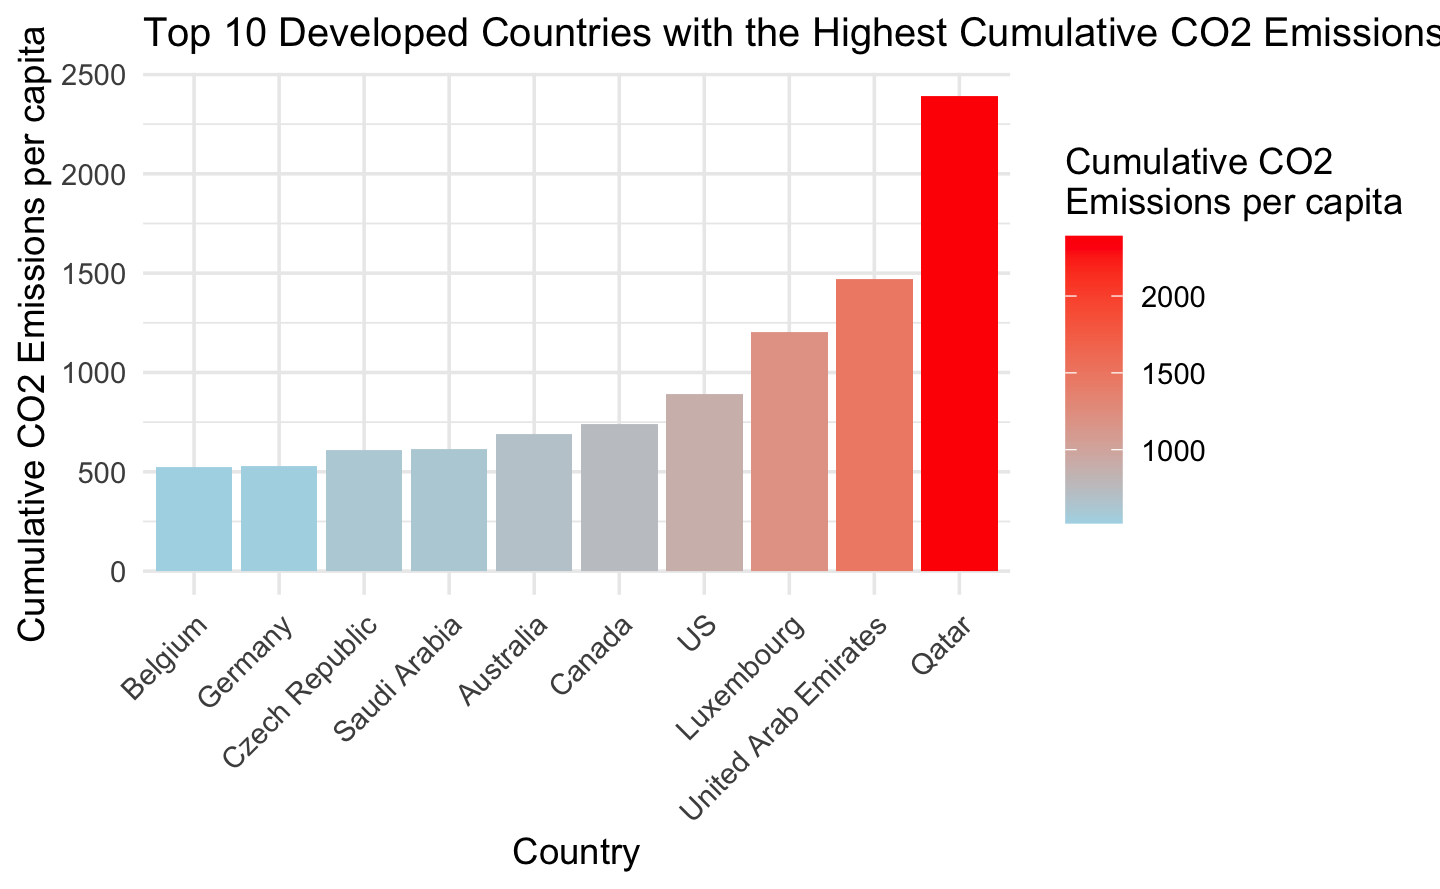 Top 10 Developed Countries with the Highest Cumulative CO2 Emissions
Cumulative CO2 Emissions per capita
2500
2000
1500
1000
500
0
Belgium
Germany
Czech Republic
Saudi Arabia
Australia
Canada
US
Luxembourg
United Arab Emirates
Qatar
Country
Cumulative CO2
Emissions per capita
2000
1500
1000